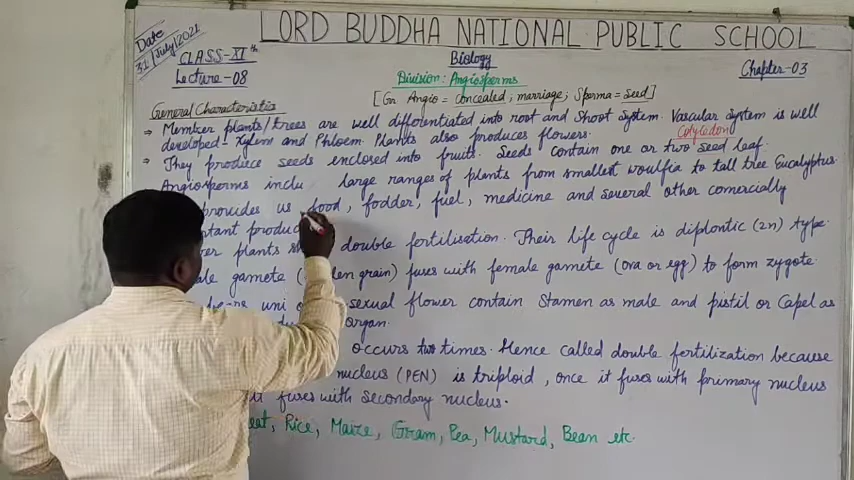 LORD BUDDHA NATIONAL PUBLIC SCHOOL
Date
31/July/2021
CLASS-XIth
Biology
Lecture-08
Division: Angiosperms
Chapter-03
[Gr Angio = concealed, marriage; Sperma = seed]
General Characteristics
⇒ Member plants/trees are well differentiated into root and shoot system. Vascular system is well
developed - Xylem and Phloem. Plants also produces flowers.
Cotyledon
⇒ They produce seeds enclosed into fruits. Seeds contain one or two seed leaf.
Angiosperms inclu large ranges of plants from smallest woulfia to tall tree Eucalyptus.
provides us food, fodder, fuel, medicine and several other comercially
tant produc
plants double fertilisation. Their life cycle is diplontic (2n) type.
gamete ( len grain) fuses with female gamete (ova or egg) to form zygote.
uni sexual flower contain stamen as male and pistil or Capel as
organ.
occurs two times. Hence called double fertilization because
nucleus (PEN) is triploid, once it fuses with primary nucleus
it fuses with secondary nucleus.
eat, Rice, Maize, Gram, Pea, Mustard, Bean etc.